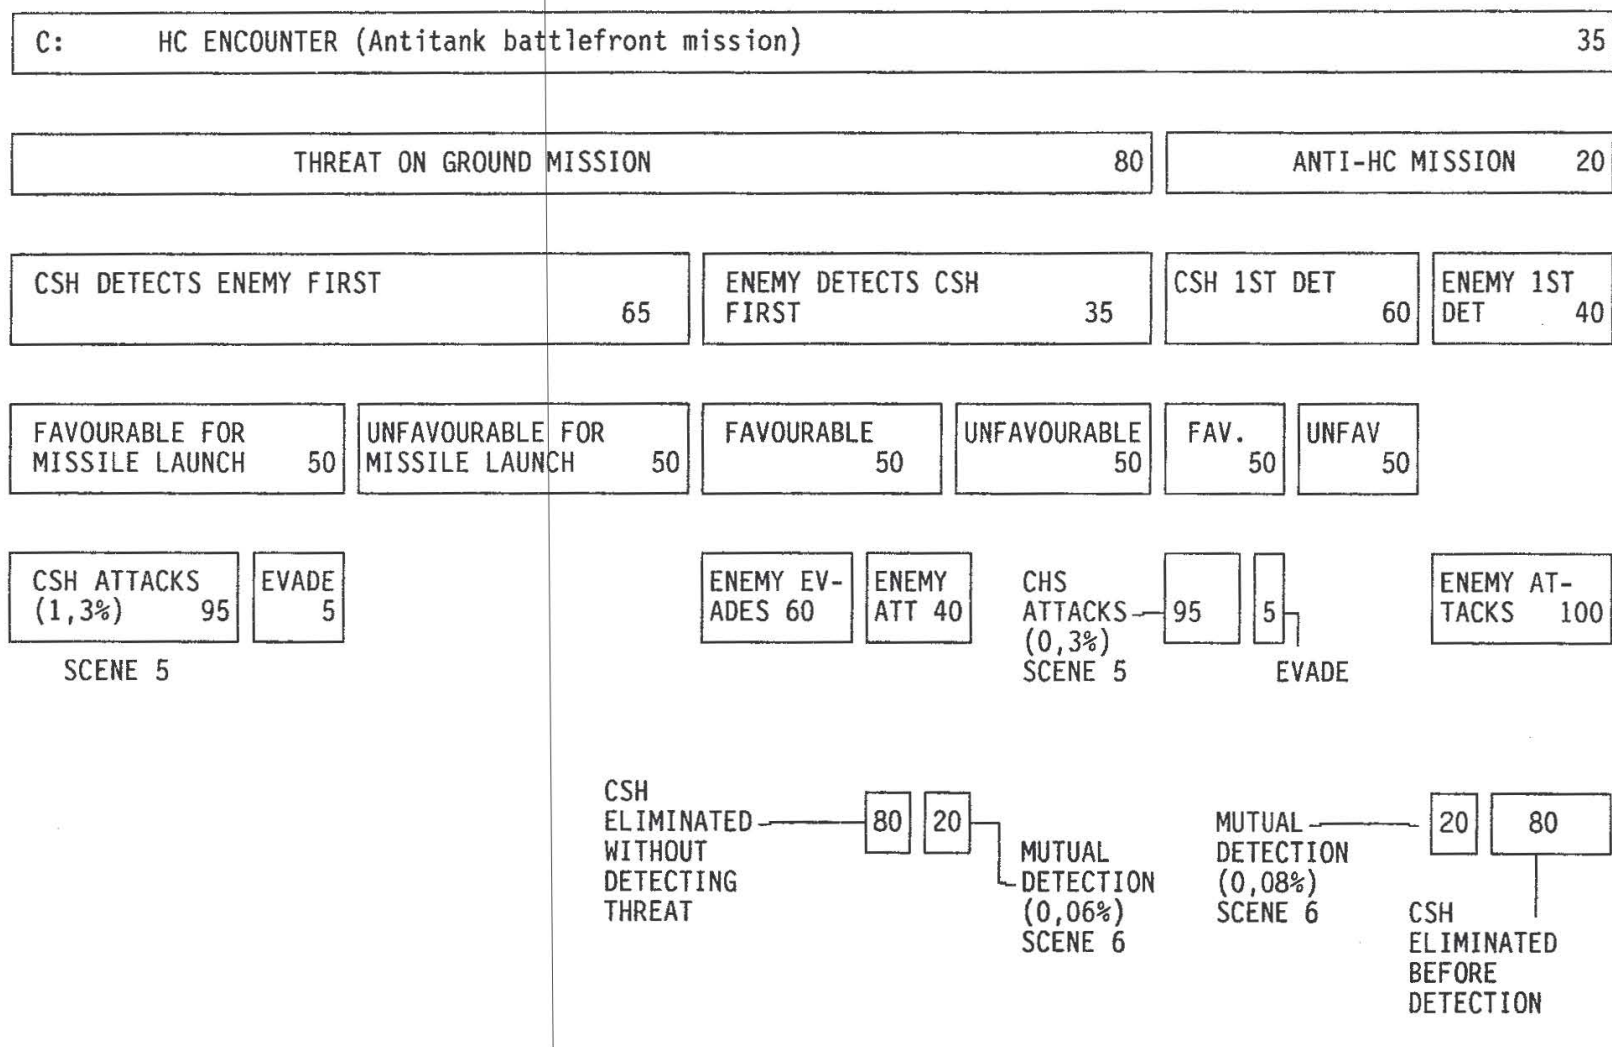 C: HC ENCOUNTER (Antitank battlefront mission) 35
THREAT ON GROUND MISSION 80
ANTI-HC MISSION 20
CSH DETECTS ENEMY FIRST
65
ENEMY DETECTS CSH
FIRST 35
CSH 1ST DET
60
ENEMY 1ST
DET 40
FAVOURABLE FOR
MISSILE LAUNCH 50
UNFAVOURABLE FOR
MISSILE LAUNCH 50
FAVOURABLE
50
UNFAVOURABLE
50
FAV.
50
UNFAV
50
CSH ATTACKS
(1,3%) 95
EVADE
5
SCENE 5
ENEMY EV-
ADES 60
ENEMY
ATT 40
CHS
ATTACKS
(0,3%)
SCENE 5
95
5
EVADE
ENEMY AT-
TACKS 100
CSH
ELIMINATED
WITHOUT
DETECTING
THREAT
80
20
MUTUAL
DETECTION
(0,06%)
SCENE 6
MUTUAL
DETECTION
(0,08%)
SCENE 6
20
80
CSH
ELIMINATED
BEFORE
DETECTION